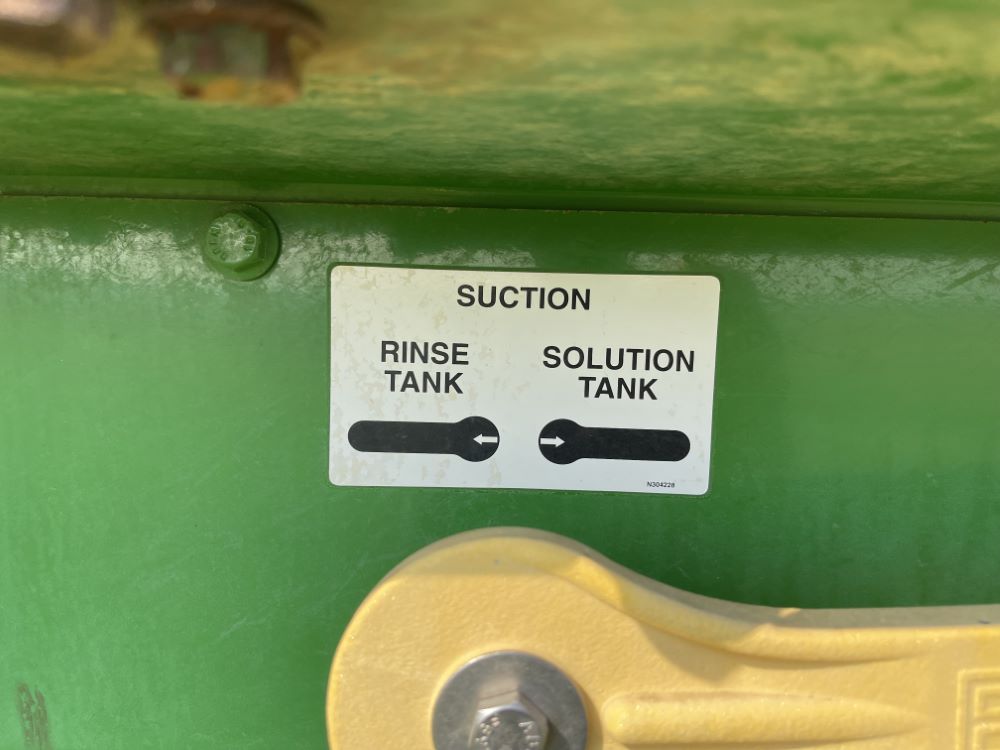 SUCTION
RINSE
TANK
SOLUTION
TANK
N304228